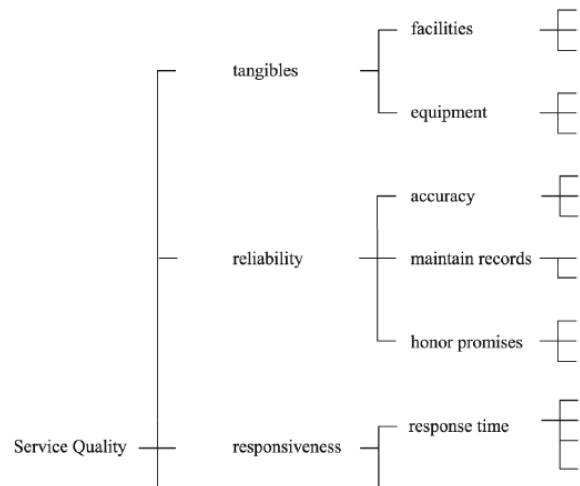 facilities
tangibles
equipment
accuracy
reliability
maintain records
honor promises
response time
Service Quality
responsiveness